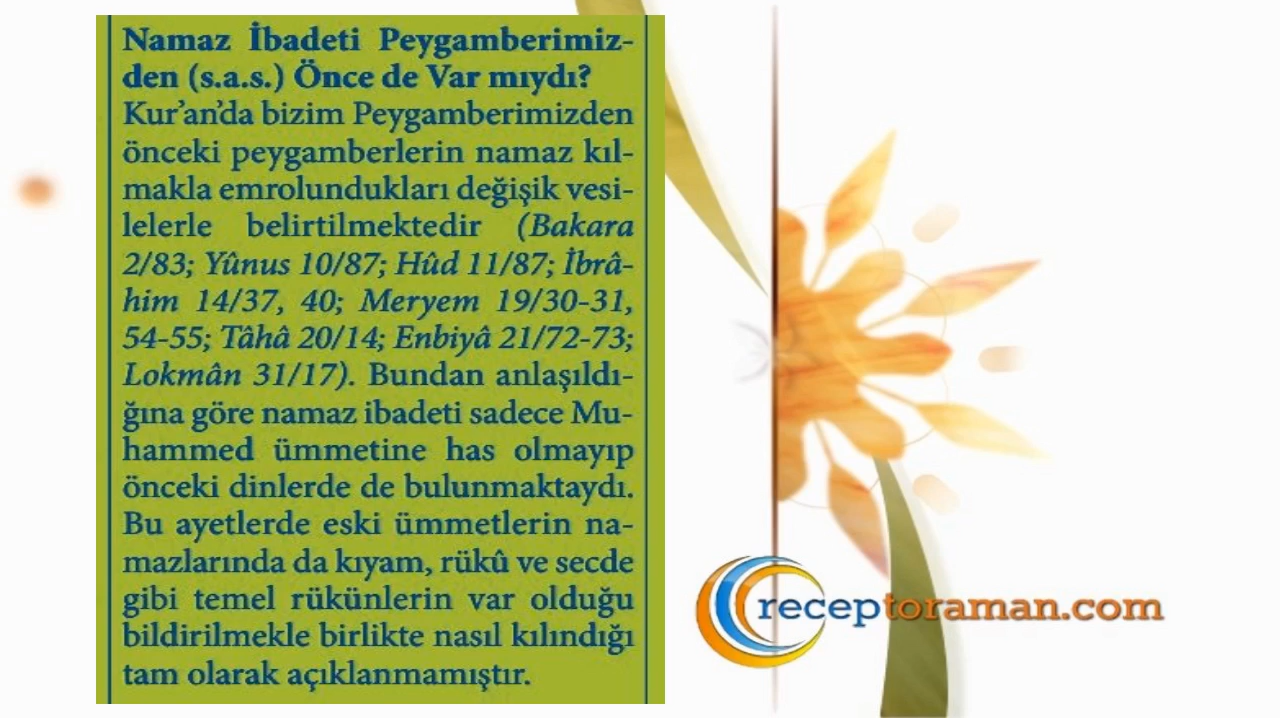 Namaz İbadeti Peygamberimiz-
den (s.a.s.) Önce de Var mıydı?
Kur'an'da bizim Peygamberimizden
önceki peygamberlerin namaz kıl-
makla emrolundukları değişik vesi-
lelerle belirtilmektedir (Bakara
2/83; Yûnus 10/87; Hûd 11/87; İbrâ-
him 14/37, 40; Meryem 19/30-31,
54-55; Tâhâ 20/14; Enbiyâ 21/72-73;
Lokmân 31/17). Bundan anlaşıldı-
ğına göre namaz ibadeti sadece Mu-
hammed ümmetine has olmayıp
önceki dinlerde de bulunmaktaydı.
Bu ayetlerde eski ümmetlerin na-
mazlarında da kıyam, rükû ve secde
gibi temel rükünlerin var olduğu
bildirilmekle birlikte nasıl kılındığı
tam olarak açıklanmamıştır.
receptoraman.com